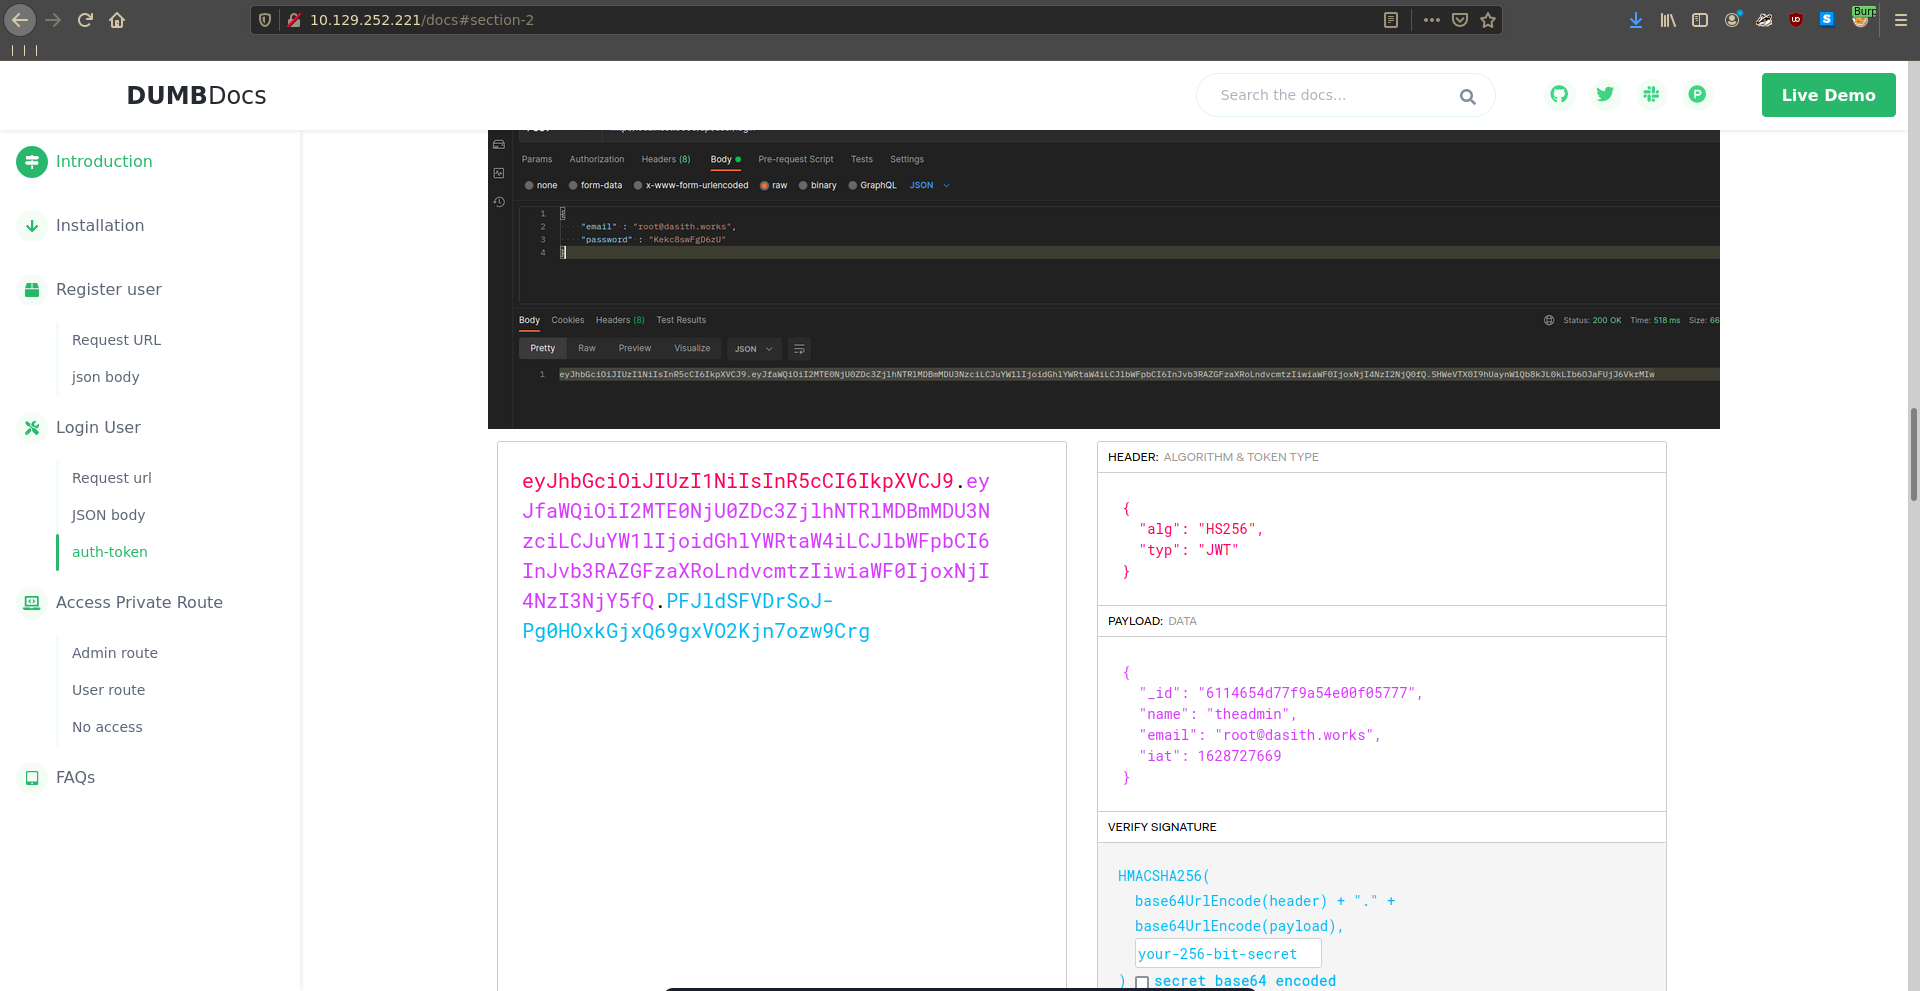 10.129.252.221/docs#section-2
Burp
DUMBDocs
Search the docs...
Live Demo
Introduction
Installation
Register user
Request URL
json body
Login User
Request url
JSON body
auth-token
Access Private Route
Admin route
User route
No access
FAQs
Params Authorization Headers (8) Body Pre-request Script Tests Settings
none form-data x-www-form-urlencoded raw binary GraphQL JSON
1 {
2 "email" : "root@dasith.works",
3 "password" : "Kekc8swFgD6zU"
4 }
Body Cookies Headers (8) Test Results Status: 200 OK Time: 518 ms Size: 66
Pretty Raw Preview Visualize JSON
1 eyJhbGciOiJIUzI1NiIsInR5cCI6IkpXVCJ9.eyJfaWQiOiI2MTE0NjU0ZDc3ZjlhNTRlMDBmMDU3NzciLCJuYW1lIjoidGhlYWRtaW4iLCJlbWFpbCI6InJvb3RAZGFzaXRoLndvcmtzIiwiaWF0IjoxNjI4NzI2NjQ0fQ.SHWeVTX0I9hUaynW1Qb8kJL0kLIb6OJaFUjJ6VkrMIw
eyJhbGciOiJIUzI1NiIsInR5cCI6IkpXVCJ9.ey
JfaWQiOiI2MTE0NjU0ZDc3ZjlhNTRlMDBmMDU3N
zciLCJuYW1lIjoidGhlYWRtaW4iLCJlbWFpbCI6
InJvb3RAZGFzaXRoLndvcmtzIiwiaWF0IjoxNjI
4NzI3NjY5fQ.PFJldSFVDrSoJ-
Pg0HOxkGjxQ69gxVO2Kjn7ozw9Crg
HEADER: ALGORITHM & TOKEN TYPE
{
"alg": "HS256",
"typ": "JWT"
}
PAYLOAD: DATA
{
"_id": "6114654d77f9a54e00f05777",
"name": "theadmin",
"email": "root@dasith.works",
"iat": 1628727669
}
VERIFY SIGNATURE
HMACSHA256(
base64UrlEncode(header) + "." +
base64UrlEncode(payload),
your-256-bit-secret
) secret base64 encoded